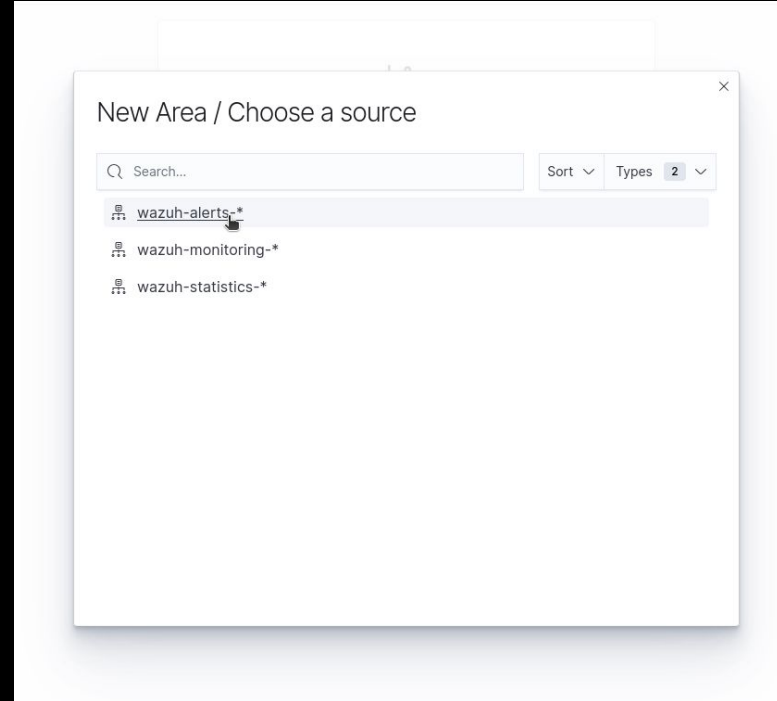 New Area / Choose a source
Search...
Sort
Types 2
wazuh-alerts-*
wazuh-monitoring-*
wazuh-statistics-*